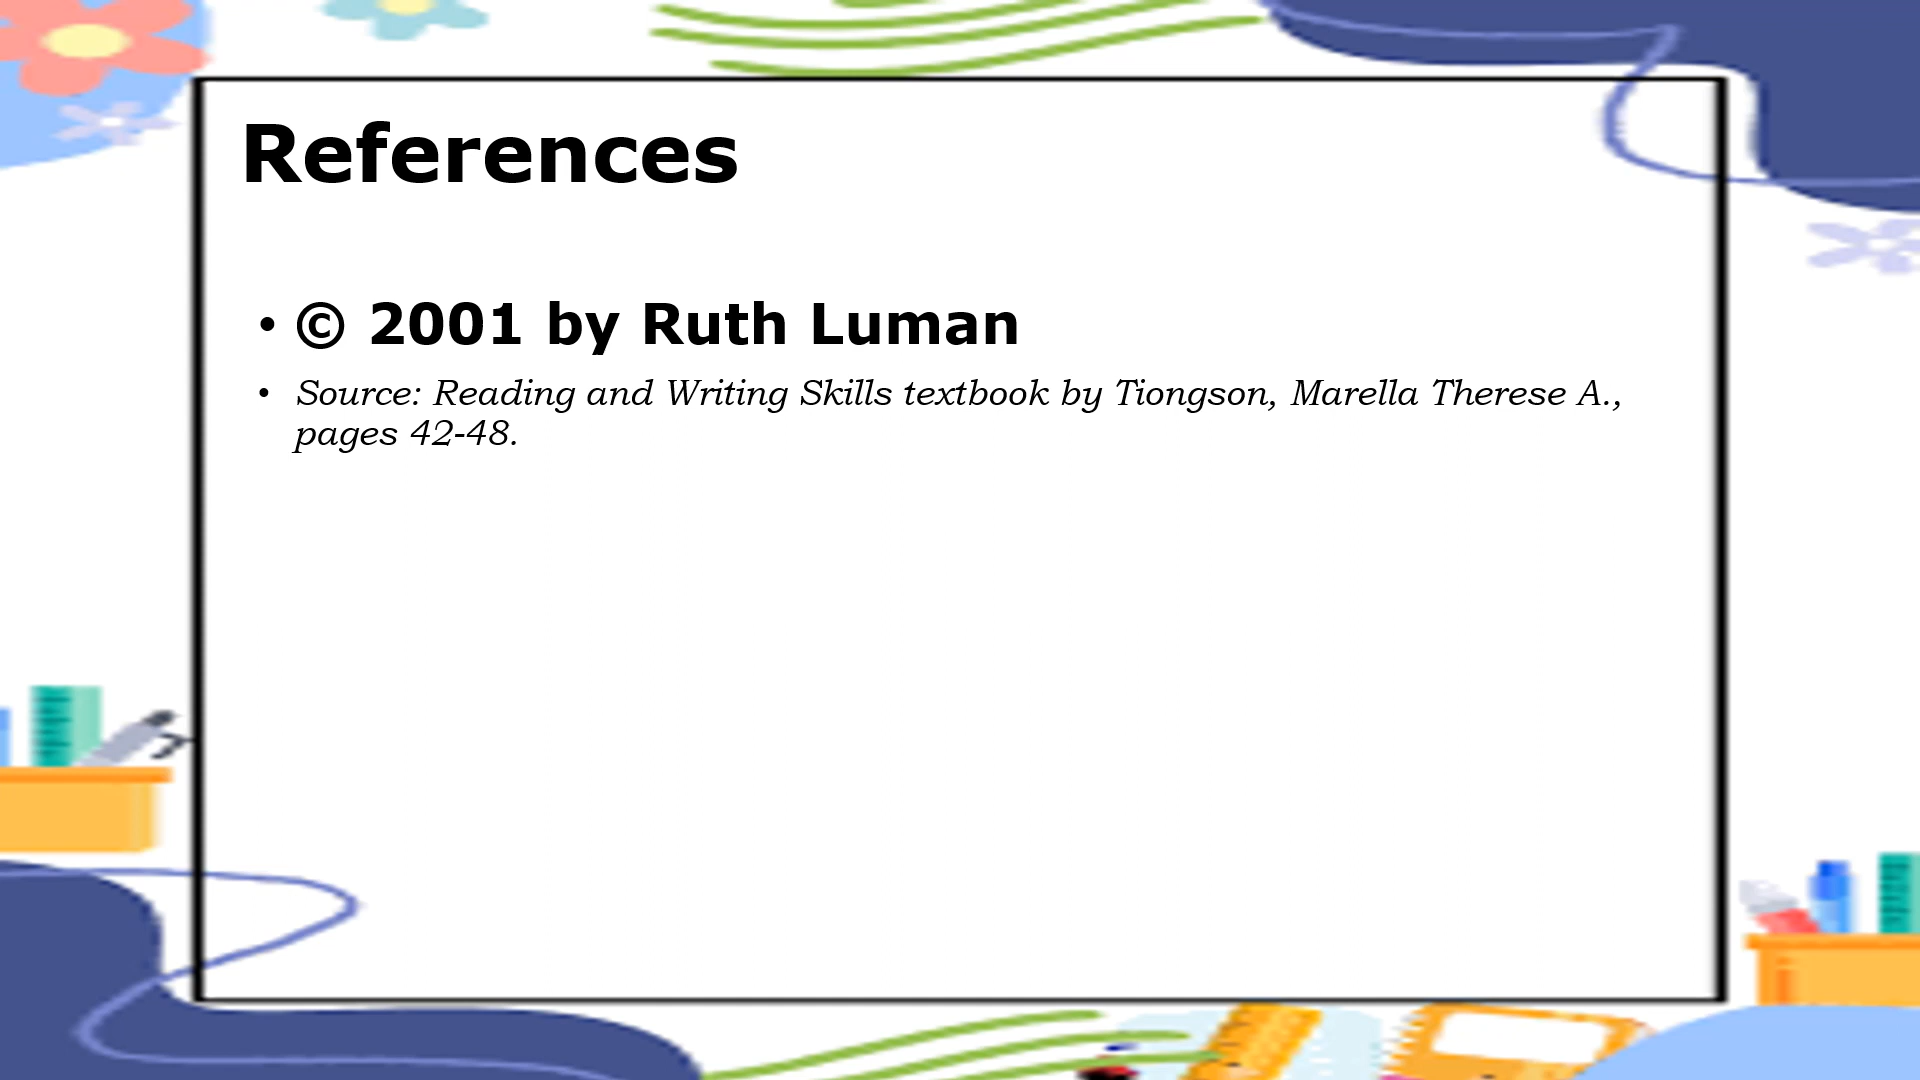 References
• © 2001 by Ruth Luman
• Source: Reading and Writing Skills textbook by Tiongson, Marella Therese A.,
pages 42-48.